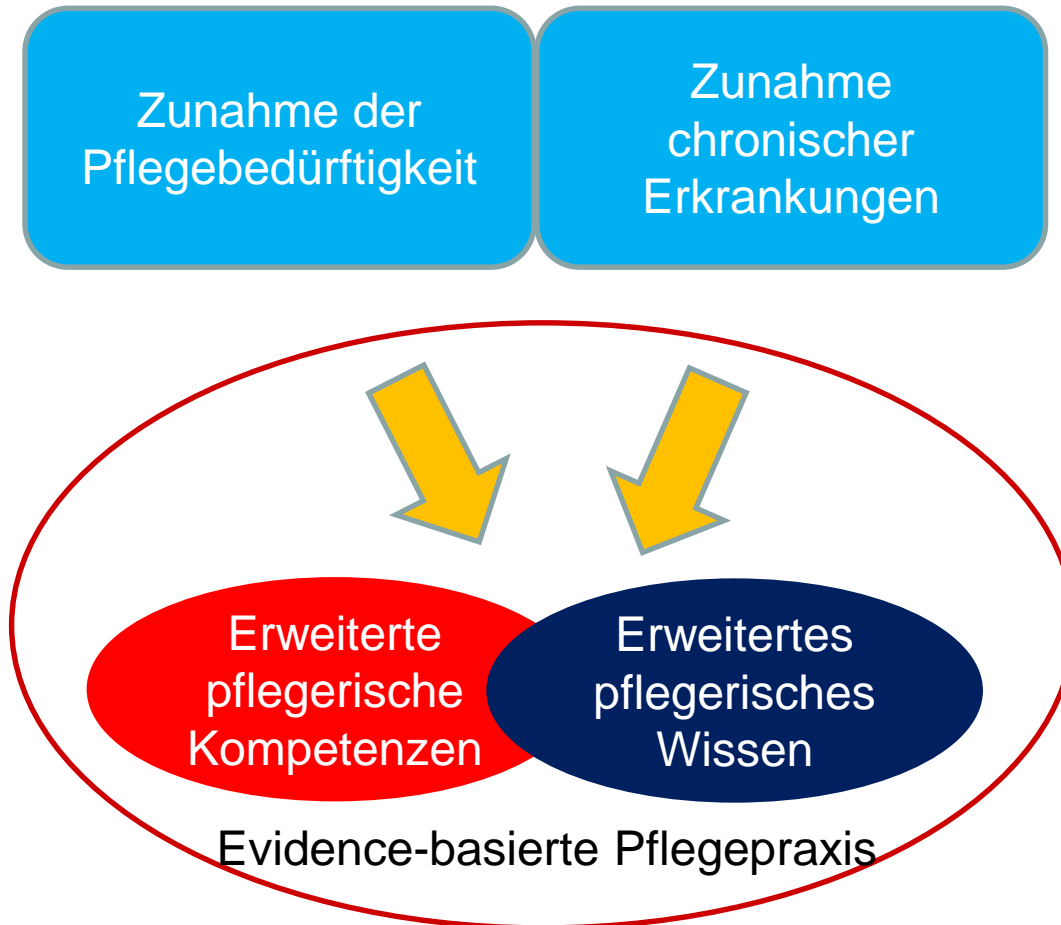 Zunahme der
Pflegebedürftigkeit
Zunahme
chronischer
Erkrankungen
Erweiterte
pflegerische
Kompetenzen
Erweitertes
pflegerisches
Wissen
Evidence-basierte Pflegepraxis